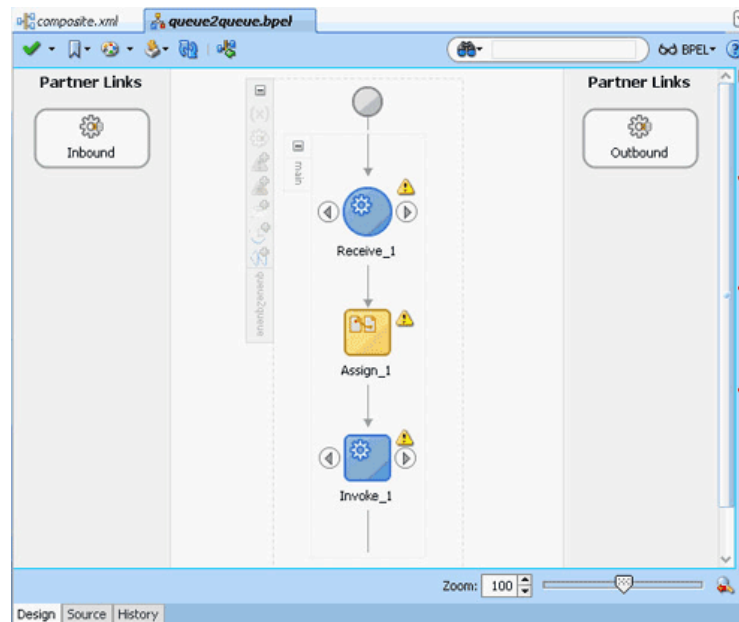 composite.xml queue2queue.bpel
BPEL
Partner Links
Partner Links
Inbound
Outbound
main
queue2queue
Receive_1
Assign_1
Invoke_1
Zoom: 100
Design Source History